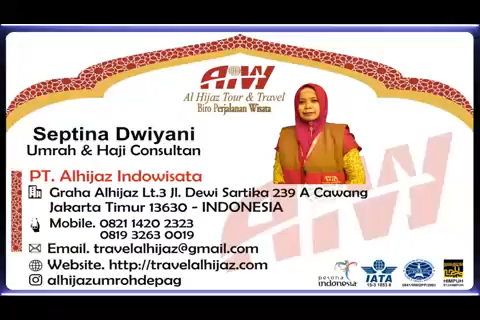 AIW
Al Hijaz Tour & Travel
Biro Perjalanan Wisata
Septina Dwiyani
Umrah & Haji Consultan
PT. Alhijaz Indowisata
Graha Alhijaz Lt.3 Jl. Dewi Sartika 239 A Cawang
Jakarta Timur 13630 - INDONESIA
Mobile. 0821 1420 2323
0819 3263 0019
Email. travelalhijaz@gmail.com
Website. http://travelalhijaz.com
alhijazumrohdepag
pesona
indonesia
IATA
HIMPUH